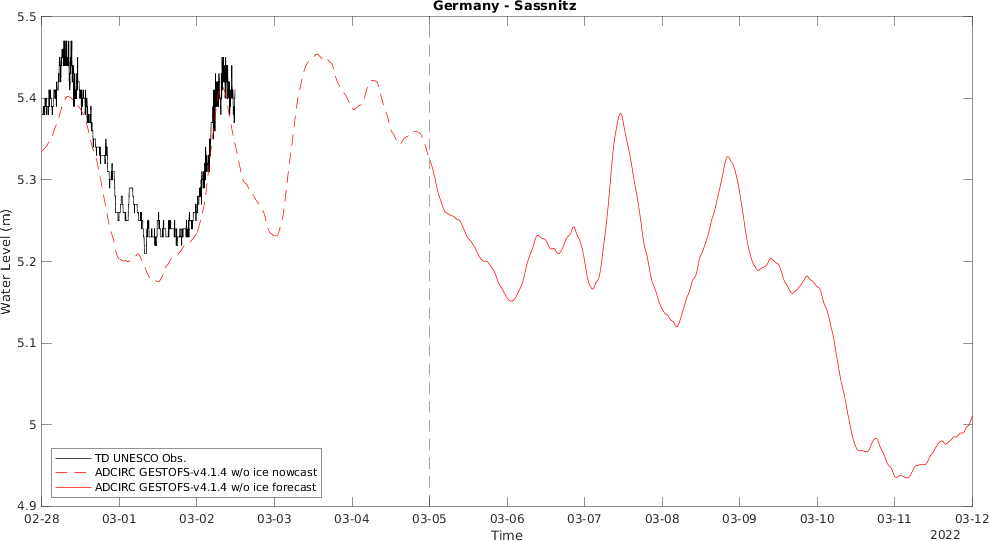 Germany - Sassnitz
5.5
5.4
5.3
5.2
5.1
5
4.9
Water Level (m)
TD UNESCO Obs.
ADCIRC GESTOFS-v4.1.4 w/o ice nowcast
ADCIRC GESTOFS-v4.1.4 w/o ice forecast
02-28 03-01 03-02 03-03 03-04 03-05 03-06 03-07 03-08 03-09 03-10 03-11 03-12
Time
2022